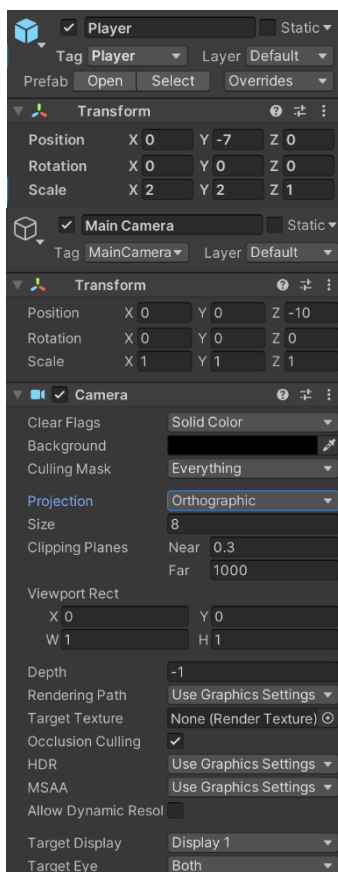 Player Static
Tag Player Layer Default
Prefab Open Select Overrides
Transform
Position X 0 Y -7 Z 0
Rotation X 0 Y 0 Z 0
Scale X 2 Y 2 Z 1
Main Camera Static
Tag MainCamera Layer Default
Transform
Position X 0 Y 0 Z -10
Rotation X 0 Y 0 Z 0
Scale X 1 Y 1 Z 1
Camera
Clear Flags Solid Color
Background
Culling Mask Everything
Projection Orthographic
Size 8
Clipping Planes Near 0.3
Far 1000
Viewport Rect
X 0 Y 0
W 1 H 1
Depth -1
Rendering Path Use Graphics Settings
Target Texture None (Render Texture)
Occlusion Culling
HDR Use Graphics Settings
MSAA Use Graphics Settings
Allow Dynamic Resol
Target Display Display 1
Target Eye Both